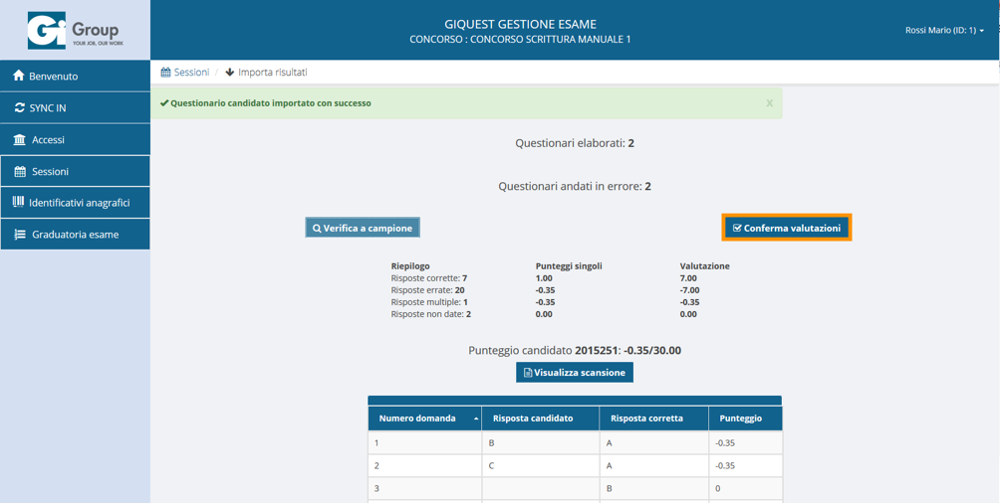 Gi Group
YOUR JOB, OUR WORK
GIQUEST GESTIONE ESAME
CONCORSO : CONCORSO SCRITTURA MANUALE 1
Rossi Mario (ID: 1)
Benvenuto
SYNC IN
Accessi
Sessioni
Identificativi anagrafici
Graduatoria esame
Sessioni / Importa risultati
Questionario candidato importato con successo x
Questionari elaborati: 2
Questionari andati in errore: 2
Verifica a campione
Conferma valutazioni
Riepilogo Punteggi singoli Valutazione
Risposte corrette: 7 1.00 7.00
Risposte errate: 20 -0.35 -7.00
Risposte multiple: 1 -0.35 -0.35
Risposte non date: 2 0.00 0.00
Punteggio candidato 2015251: -0.35/30.00
Visualizza scansione
Numero domanda Risposta candidato Risposta corretta Punteggio
1 B A -0.35
2 C A -0.35
3 B 0